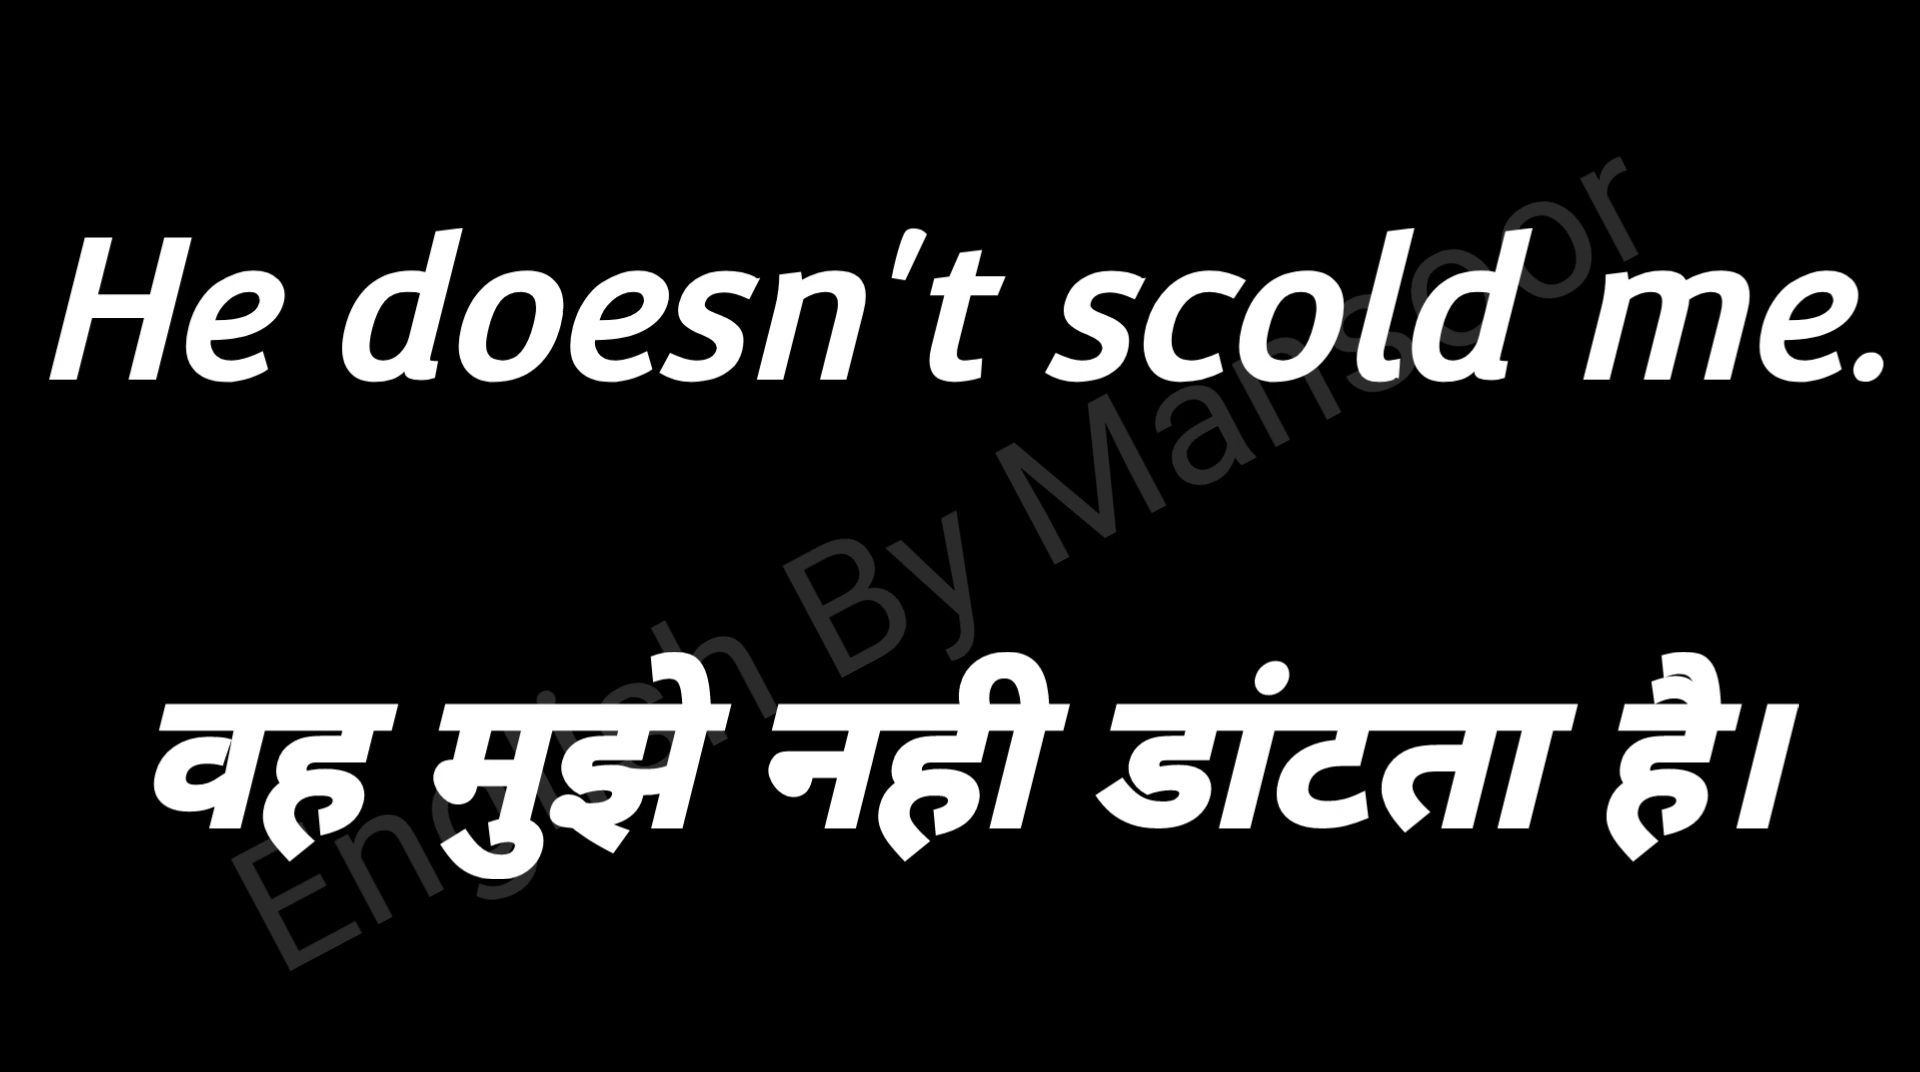 He doesn't scold me.
वह मुझे नही डांटता है।
English By Mansoor